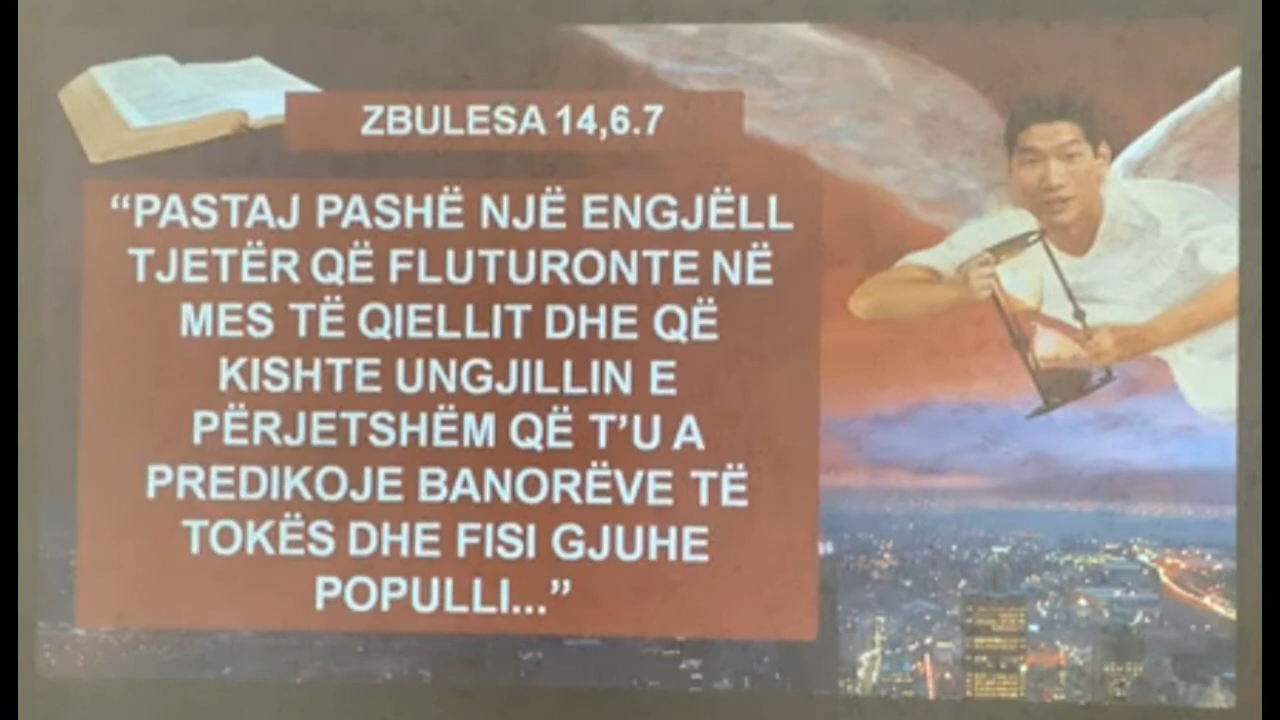 ZBULESA 14,6.7
“PASTAJ PASHË NJË ENGJËLL
TJETËR QË FLUTURONTE NË
MES TË QIELLIT DHE QË
KISHTE UNGJILLIN E
PËRJETSHËM QË T’U A
PREDIKOJE BANORËVE TË
TOKËS DHE FISI GJUHE
POPULLI...”